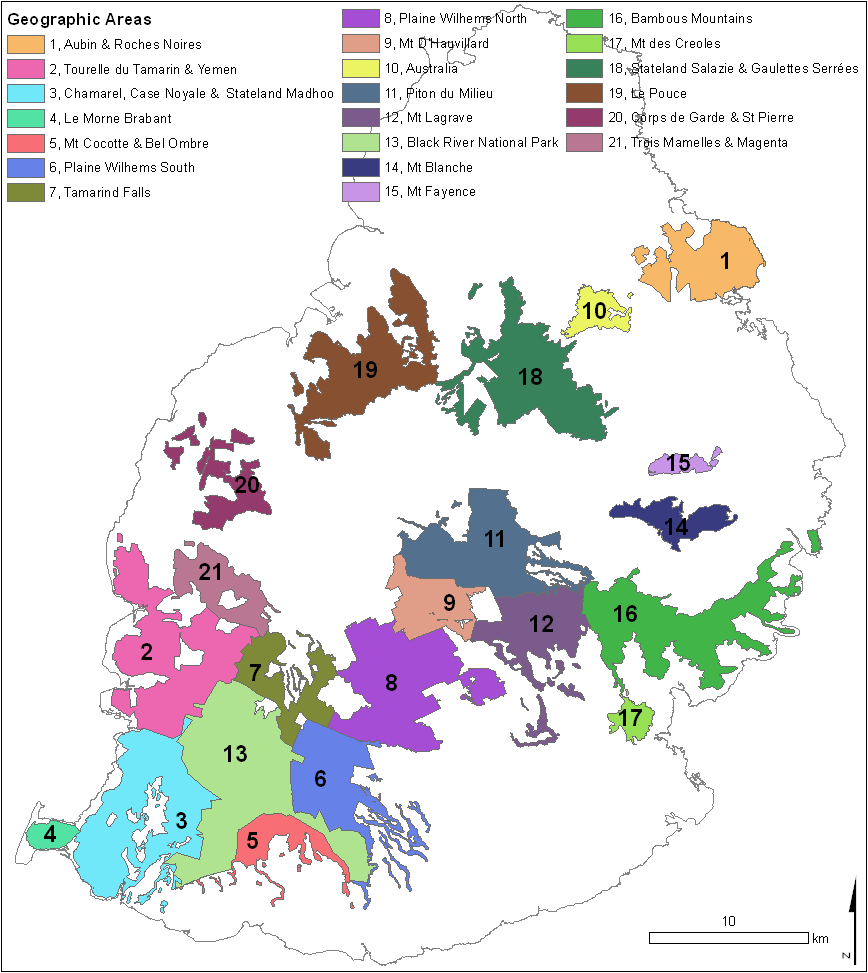 Geographic Areas
1, Aubin & Roches Noires
2, Tourelle du Tamarin & Yemen
3, Chamarel, Case Noyale & Stateland Madhoo
4, Le Morne Brabant
5, Mt Cocotte & Bel Ombre
6, Plaine Wilhems South
7, Tamarind Falls
8, Plaine Wilhems North
9, Mt D'Hauvillard
10, Australia
11, Piton du Milieu
12, Mt Lagrave
13, Black River National Park
14, Mt Blanche
15, Mt Fayence
16, Bambous Mountains
17, Mt des Creoles
18, Stateland Salazie & Gaulettes Serrées
19, Le Pouce
20, Corps de Garde & St Pierre
21, Trois Mamelles & Magenta
1
10
19
18
15
20
14
11
21
9
16
12
2
7
8
17
13
6
3
4
5
10
km
N